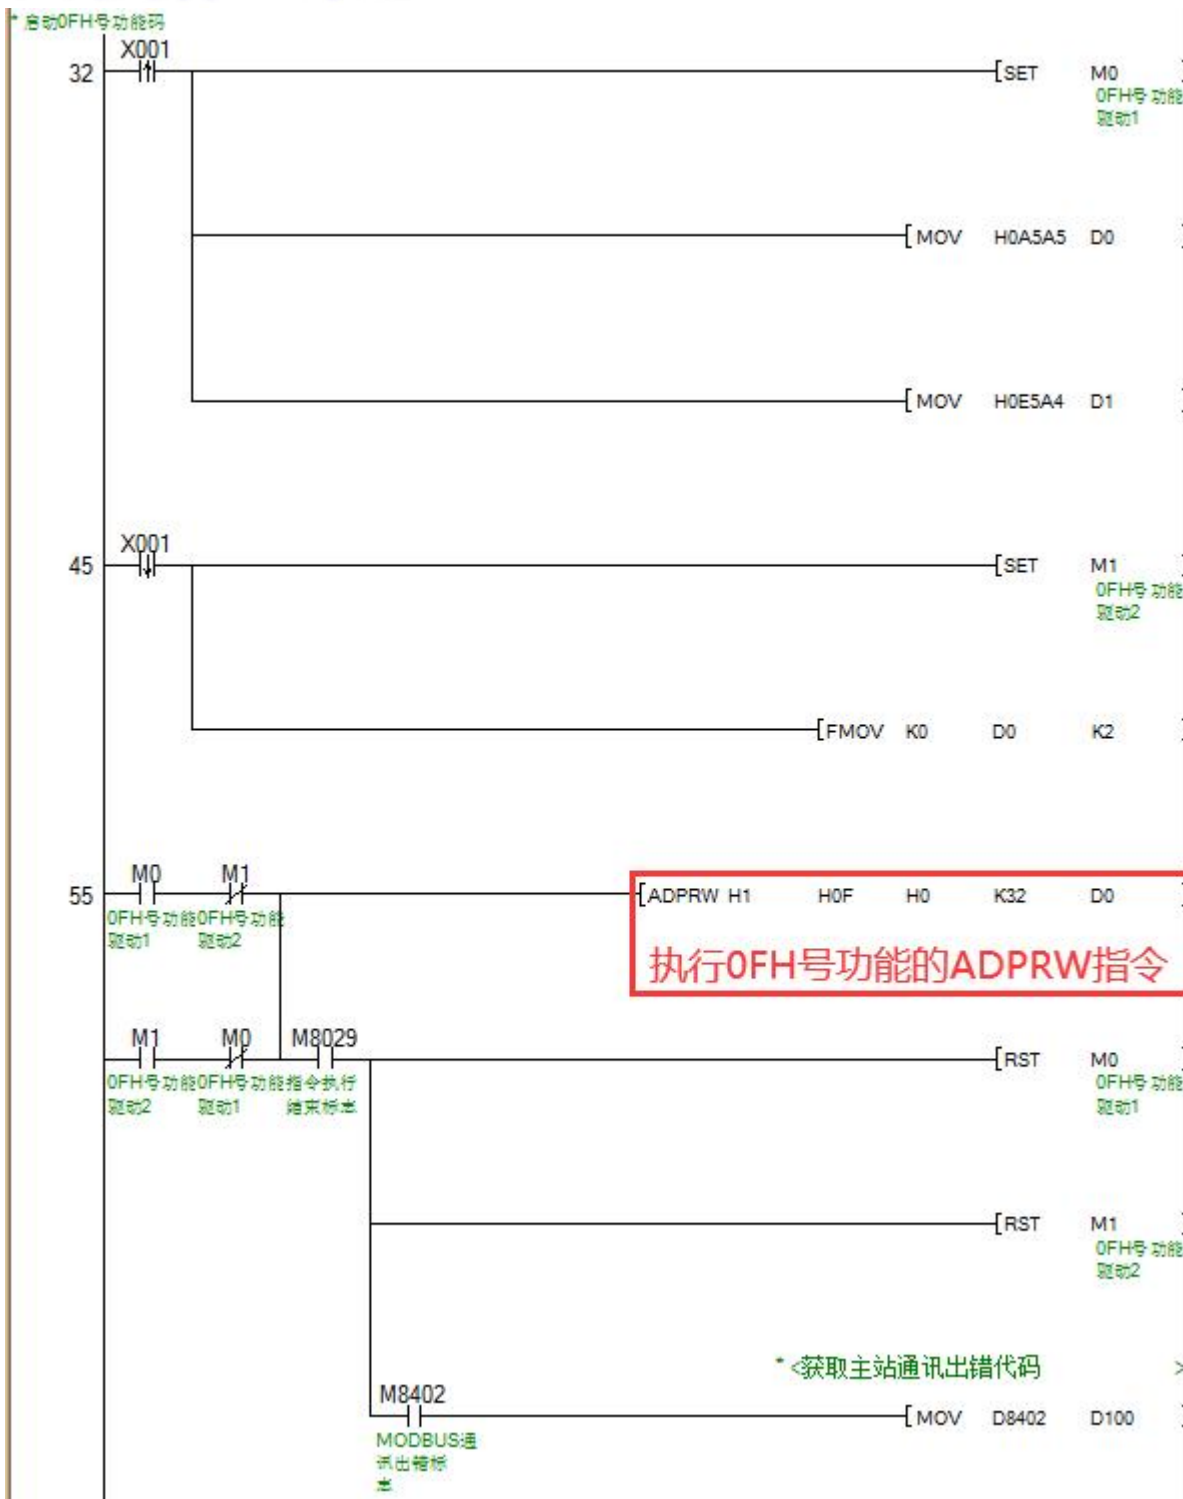 * 启动0FH号功能码
X001
32 [SET M0
0FH号功能
驱动1
[MOV H0A5A5 D0
[MOV H0E5A4 D1
X001
45 [SET M1
0FH号功能
驱动2
[FMOV K0 D0 K2
M0 M1
55 [ADPRW H1 H0F H0 K32 D0
0FH号功能 0FH号功能
驱动1 驱动2
执行0FH号功能的ADPRW指令
M1 M0 M8029
[RST M0
0FH号功能 0FH号功能 指令执行 0FH号功能
驱动2 驱动1 结束标志 驱动1
[RST M1
0FH号功能
驱动2
* <获取主站通讯出错代码 >
M8402
[MOV D8402 D100
MODBUS通
讯出错标
志